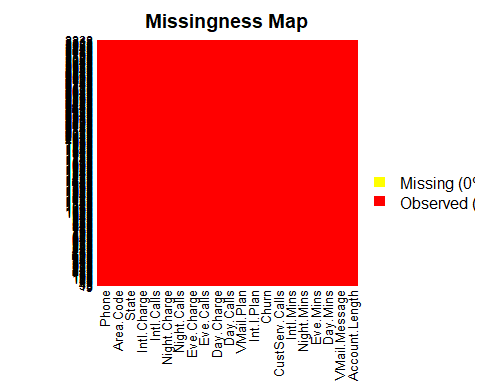 Missingness Map
Missing (0%
Observed (
Phone
Area.Code
State
Intl.Charge
Intl.Calls
Night.Charge
Night.Calls
Eve.Charge
Eve.Calls
Day.Charge
Day.Calls
VMail.Plan
Int.l.Plan
Churn
CustServ.Calls
Intl.Mins
Night.Mins
Eve.Mins
Day.Mins
VMail.Message
Account.Length